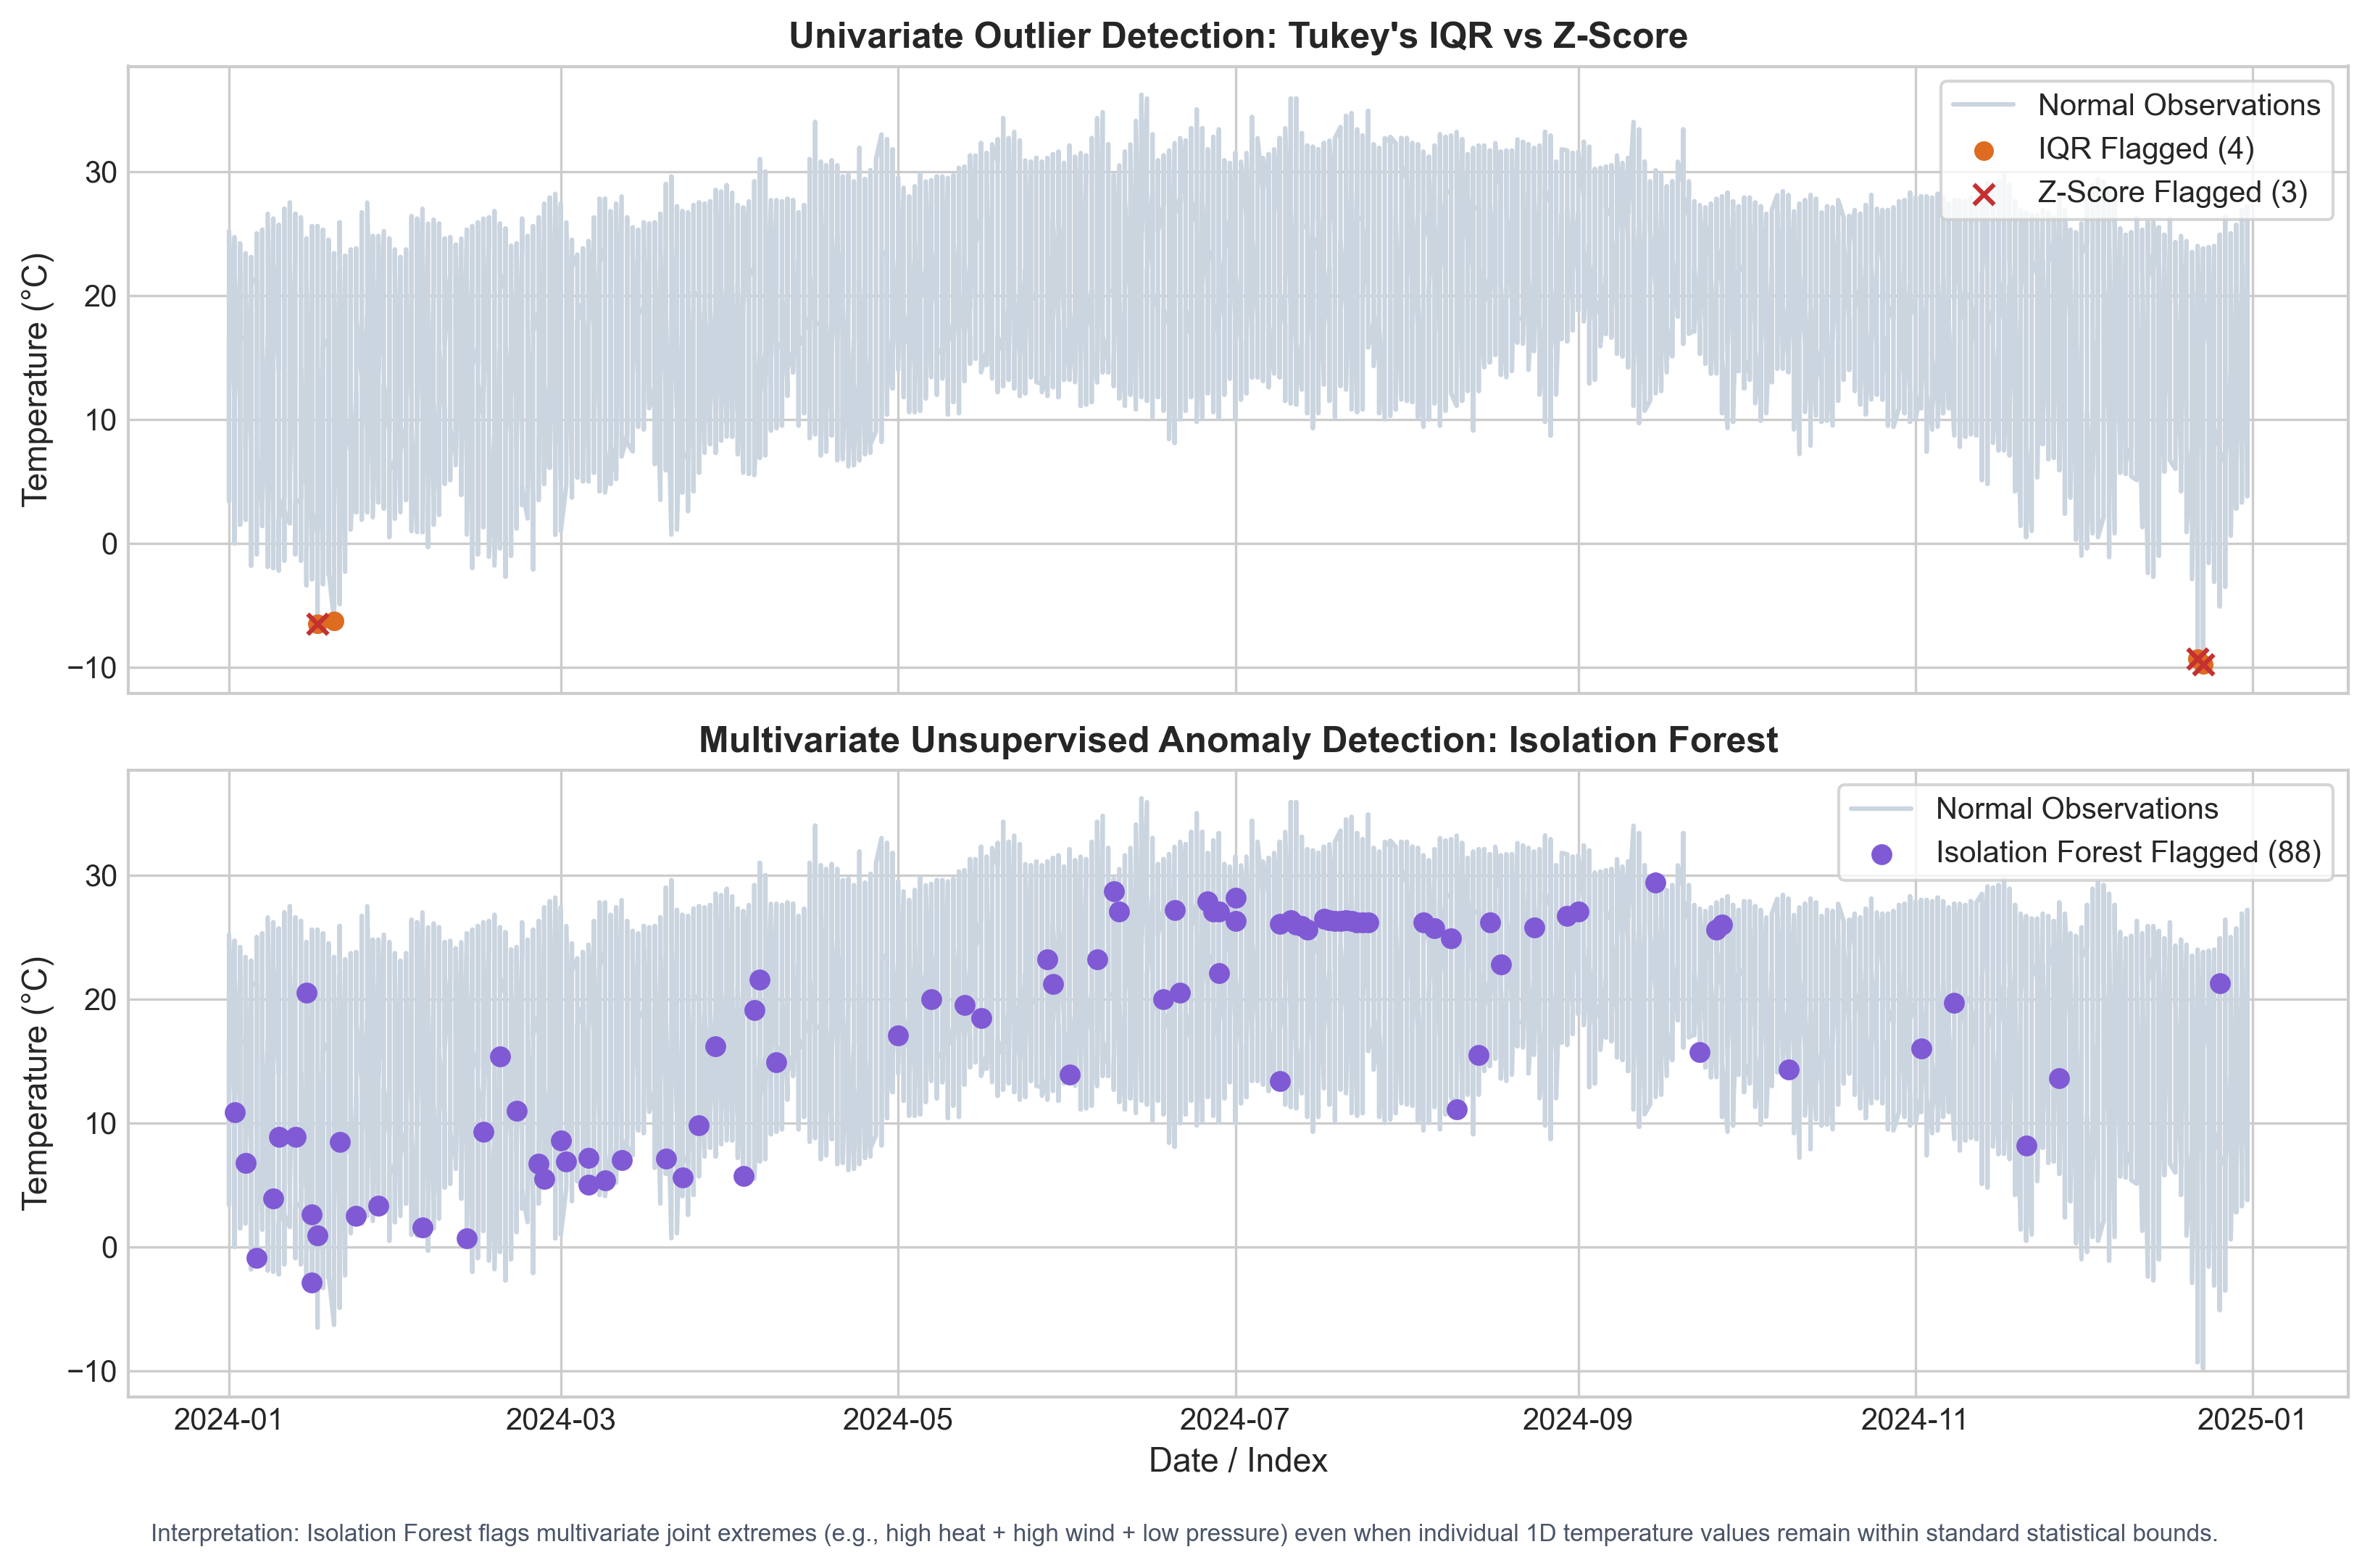 Univariate Outlier Detection: Tukey's IQR vs Z-Score
Normal Observations
IQR Flagged (4)
Z-Score Flagged (3)
Temperature (°C)
30
20
10
0
−10
Multivariate Unsupervised Anomaly Detection: Isolation Forest
Normal Observations
Isolation Forest Flagged (88)
Temperature (°C)
30
20
10
0
−10
2024-01
2024-03
2024-05
2024-07
2024-09
2024-11
2025-01
Date / Index
Interpretation: Isolation Forest flags multivariate joint extremes (e.g., high heat + high wind + low pressure) even when individual 1D temperature values remain within standard statistical bounds.